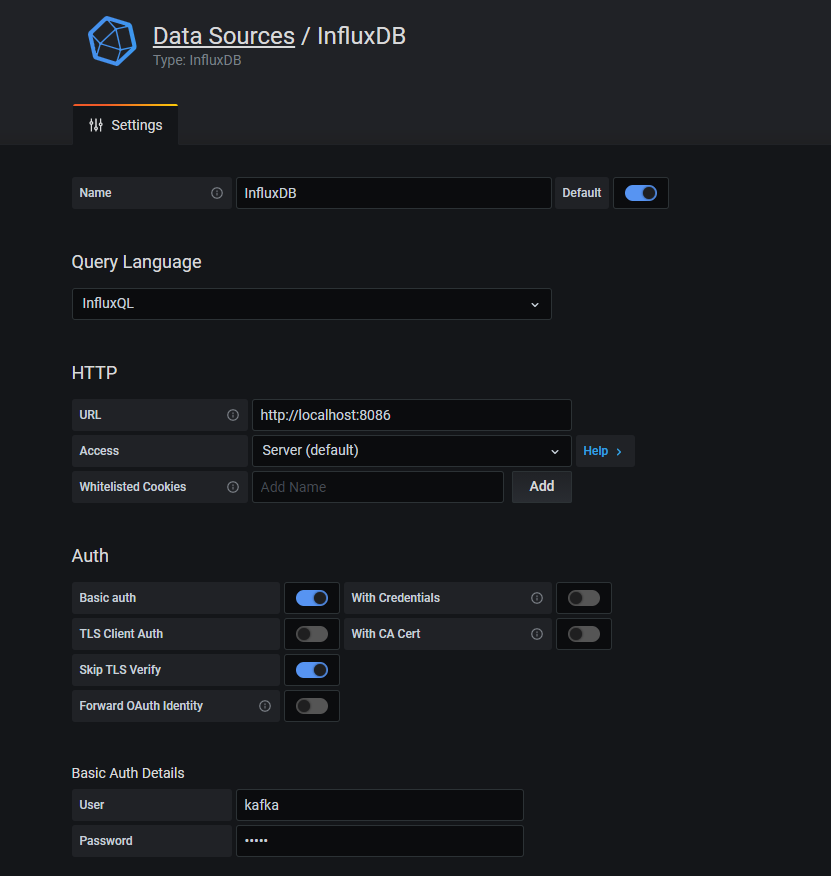 Data Sources / InfluxDB
Type: InfluxDB
Settings
Name InfluxDB Default
Query Language
InfluxQL
HTTP
URL http://localhost:8086
Access Server (default) Help
Whitelisted Cookies Add Name Add
Auth
Basic auth With Credentials
TLS Client Auth With CA Cert
Skip TLS Verify
Forward OAuth Identity
Basic Auth Details
User kafka
Password •••••